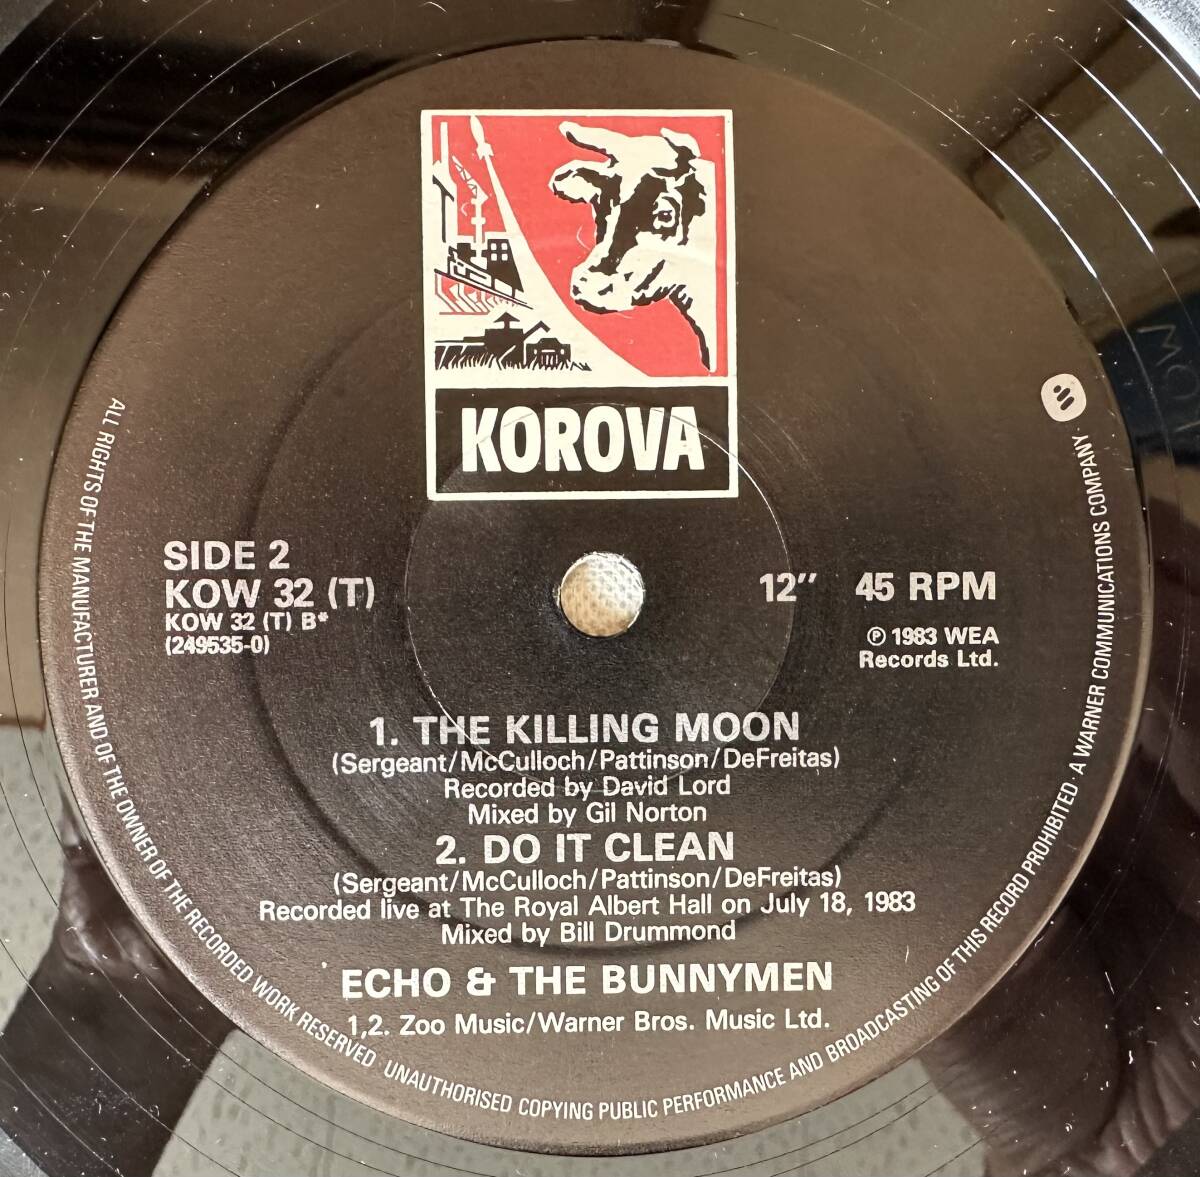 KOROVA
SIDE 2
KOW 32 (T)
KOW 32 (T) B*
(249535-0)
12" 45 RPM
℗ 1983 WEA
Records Ltd.
1. THE KILLING MOON
(Sergeant/McCulloch/Pattinson/DeFreitas)
Recorded by David Lord
Mixed by Gil Norton
2. DO IT CLEAN
(Sergeant/McCulloch/Pattinson/DeFreitas)
Recorded live at The Royal Albert Hall on July 18, 1983
Mixed by Bill Drummond
ECHO & THE BUNNYMEN
1,2. Zoo Music/Warner Bros. Music Ltd.
ALL RIGHTS OF THE MANUFACTURER AND OF THE OWNER OF THE RECORDED WORK RESERVED · UNAUTHORISED COPYING PUBLIC PERFORMANCE AND BROADCASTING OF THIS RECORD PROHIBITED · A WARNER COMMUNICATIONS COMPANY ·